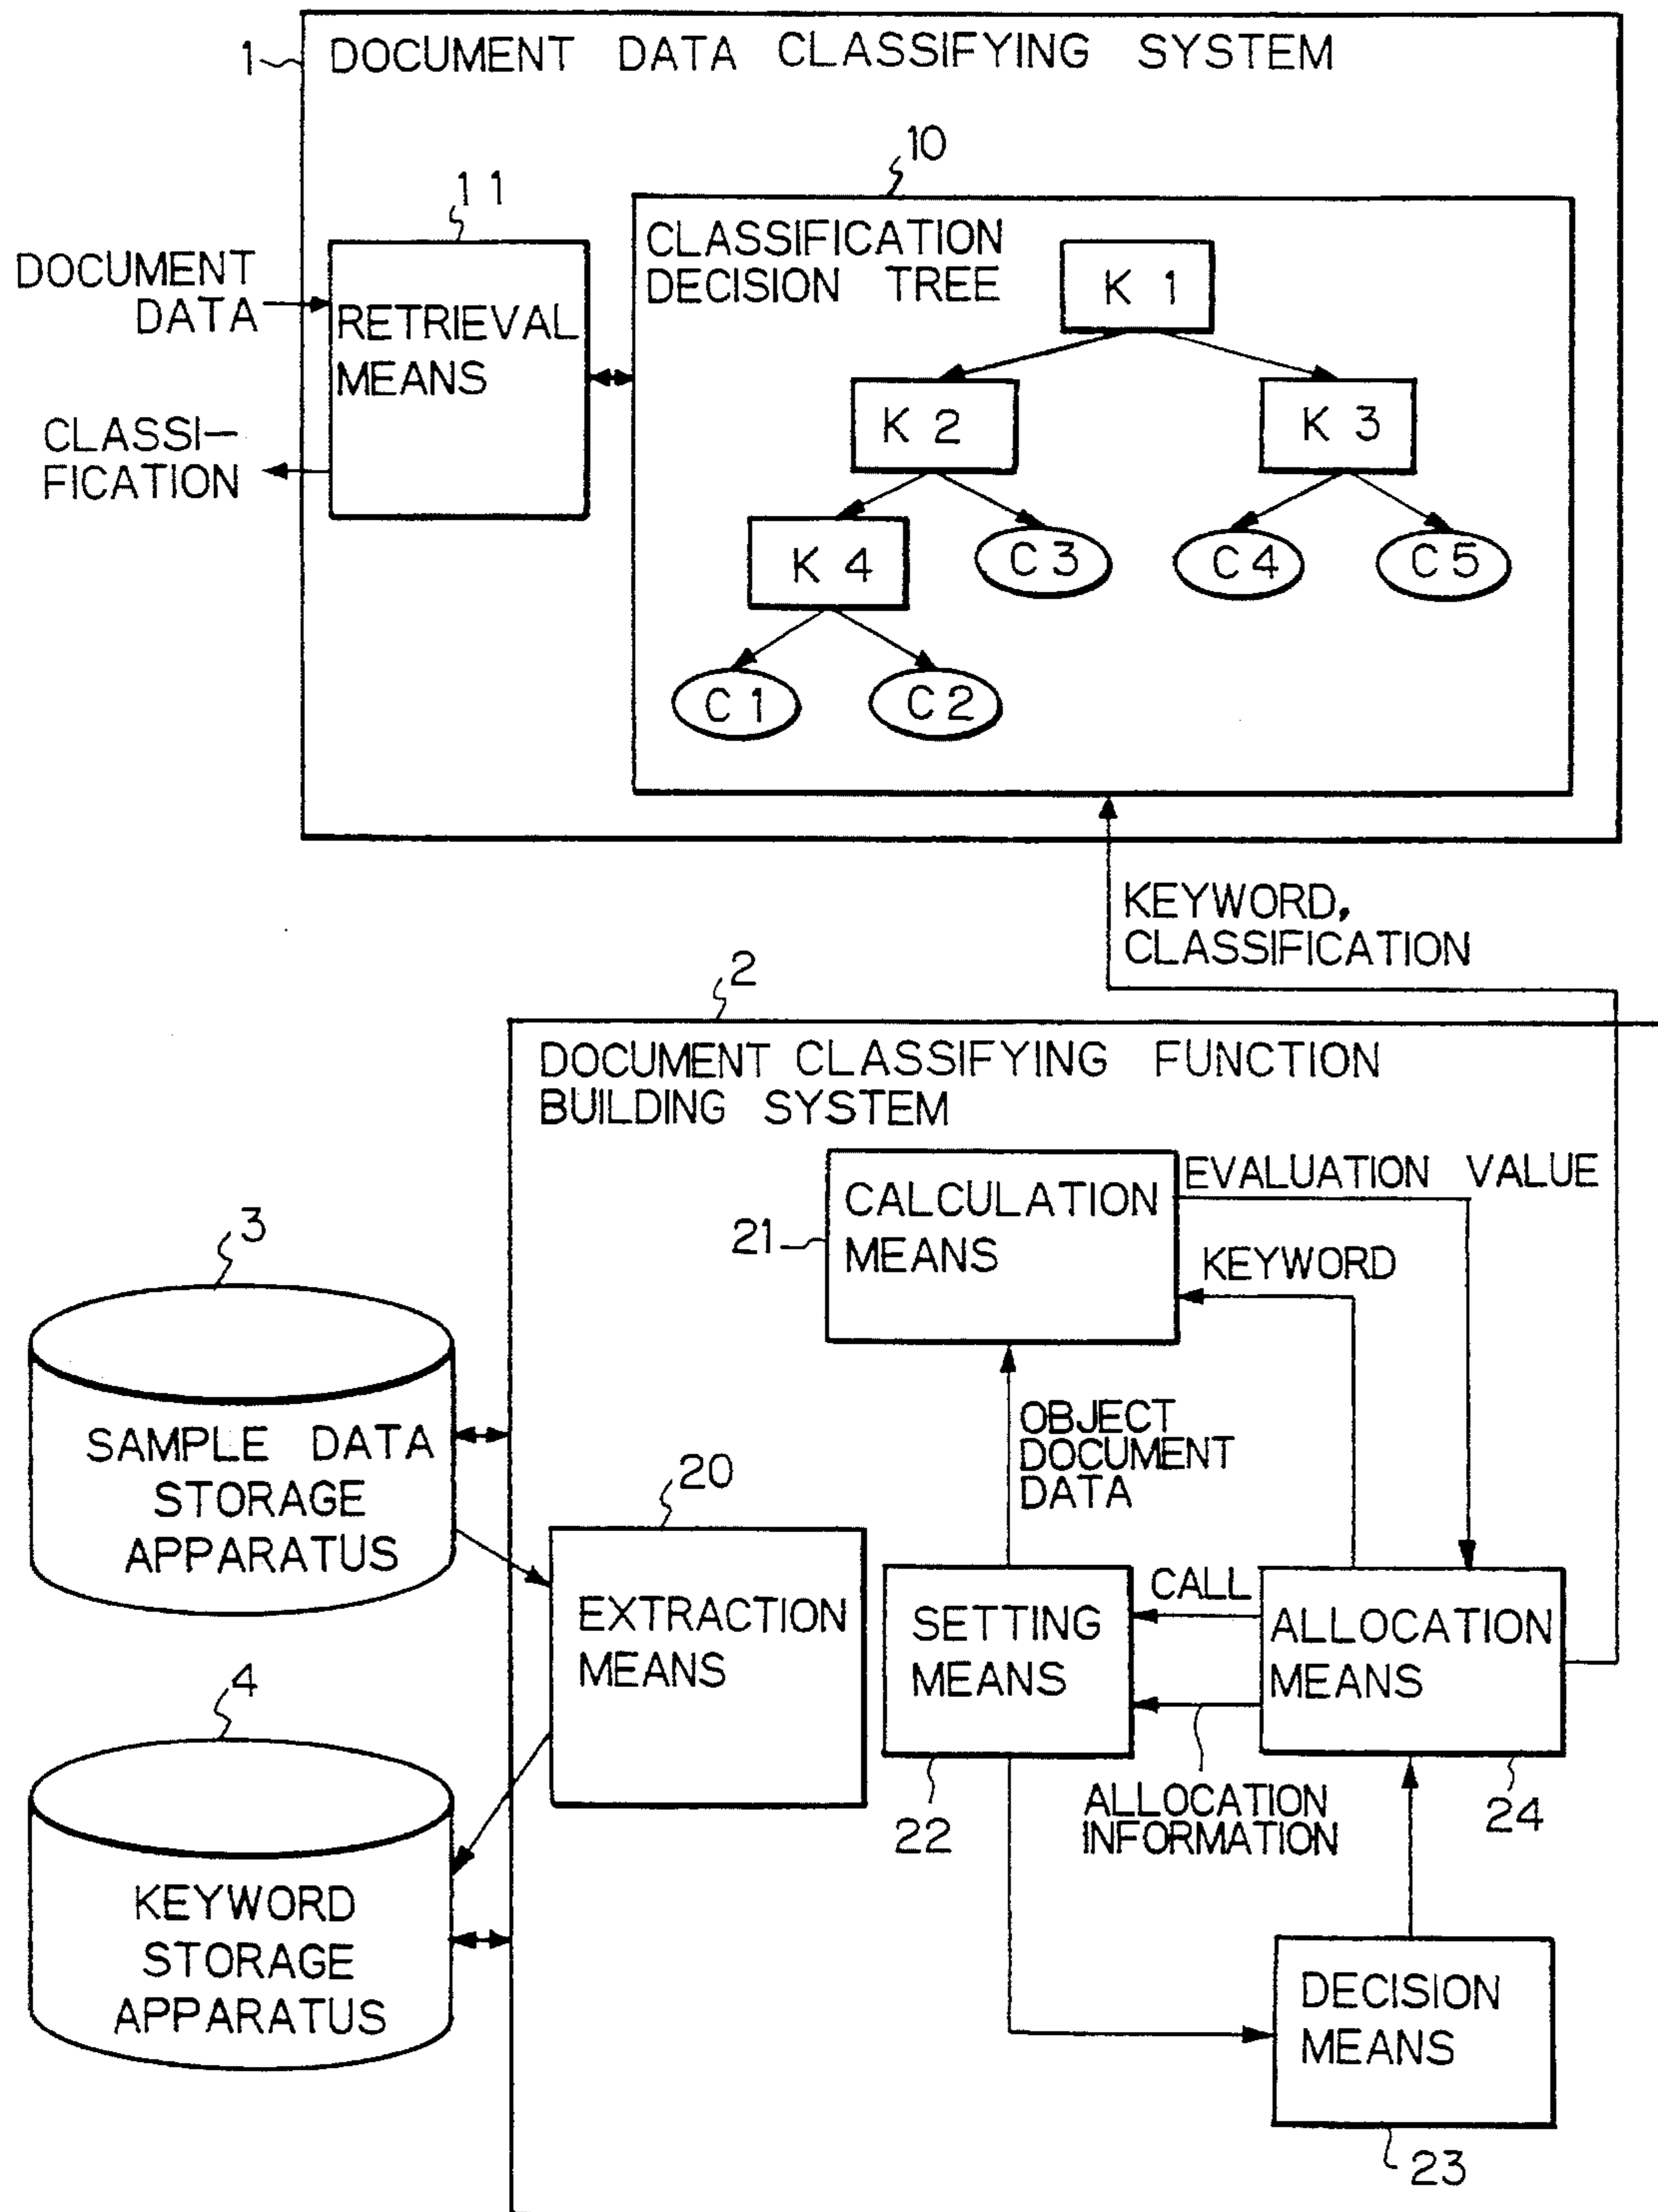 1
DOCUMENT DATA CLASSIFYING SYSTEM
10
11
CLASSIFICATION
DECISION TREE
K 1
DOCUMENT
DATA
RETRIEVAL
MEANS
K 2
K 3
CLASSI-
FICATION
K 4
C 3
C 4
C 5
C 1
C 2
KEYWORD,
CLASSIFICATION
2
DOCUMENT CLASSIFYING FUNCTION
BUILDING SYSTEM
EVALUATION VALUE
CALCULATION
MEANS
21
KEYWORD
3
OBJECT
DOCUMENT
DATA
SAMPLE DATA
STORAGE
APPARATUS
20
EXTRACTION
MEANS
CALL
SETTING
MEANS
ALLOCATION
MEANS
4
22
ALLOCATION
INFORMATION
24
KEYWORD
STORAGE
APPARATUS
DECISION
MEANS
23